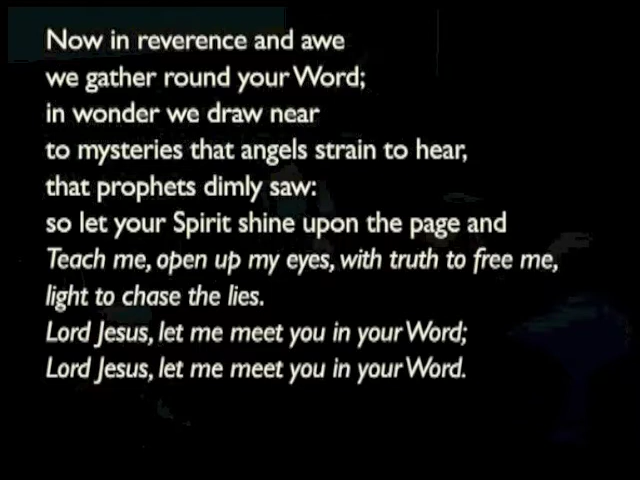 Now in reverence and awe
we gather round your Word;
in wonder we draw near
to mysteries that angels strain to hear,
that prophets dimly saw:
so let your Spirit shine upon the page and
Teach me, open up my eyes, with truth to free me,
light to chase the lies.
Lord Jesus, let me meet you in your Word;
Lord Jesus, let me meet you in your Word.